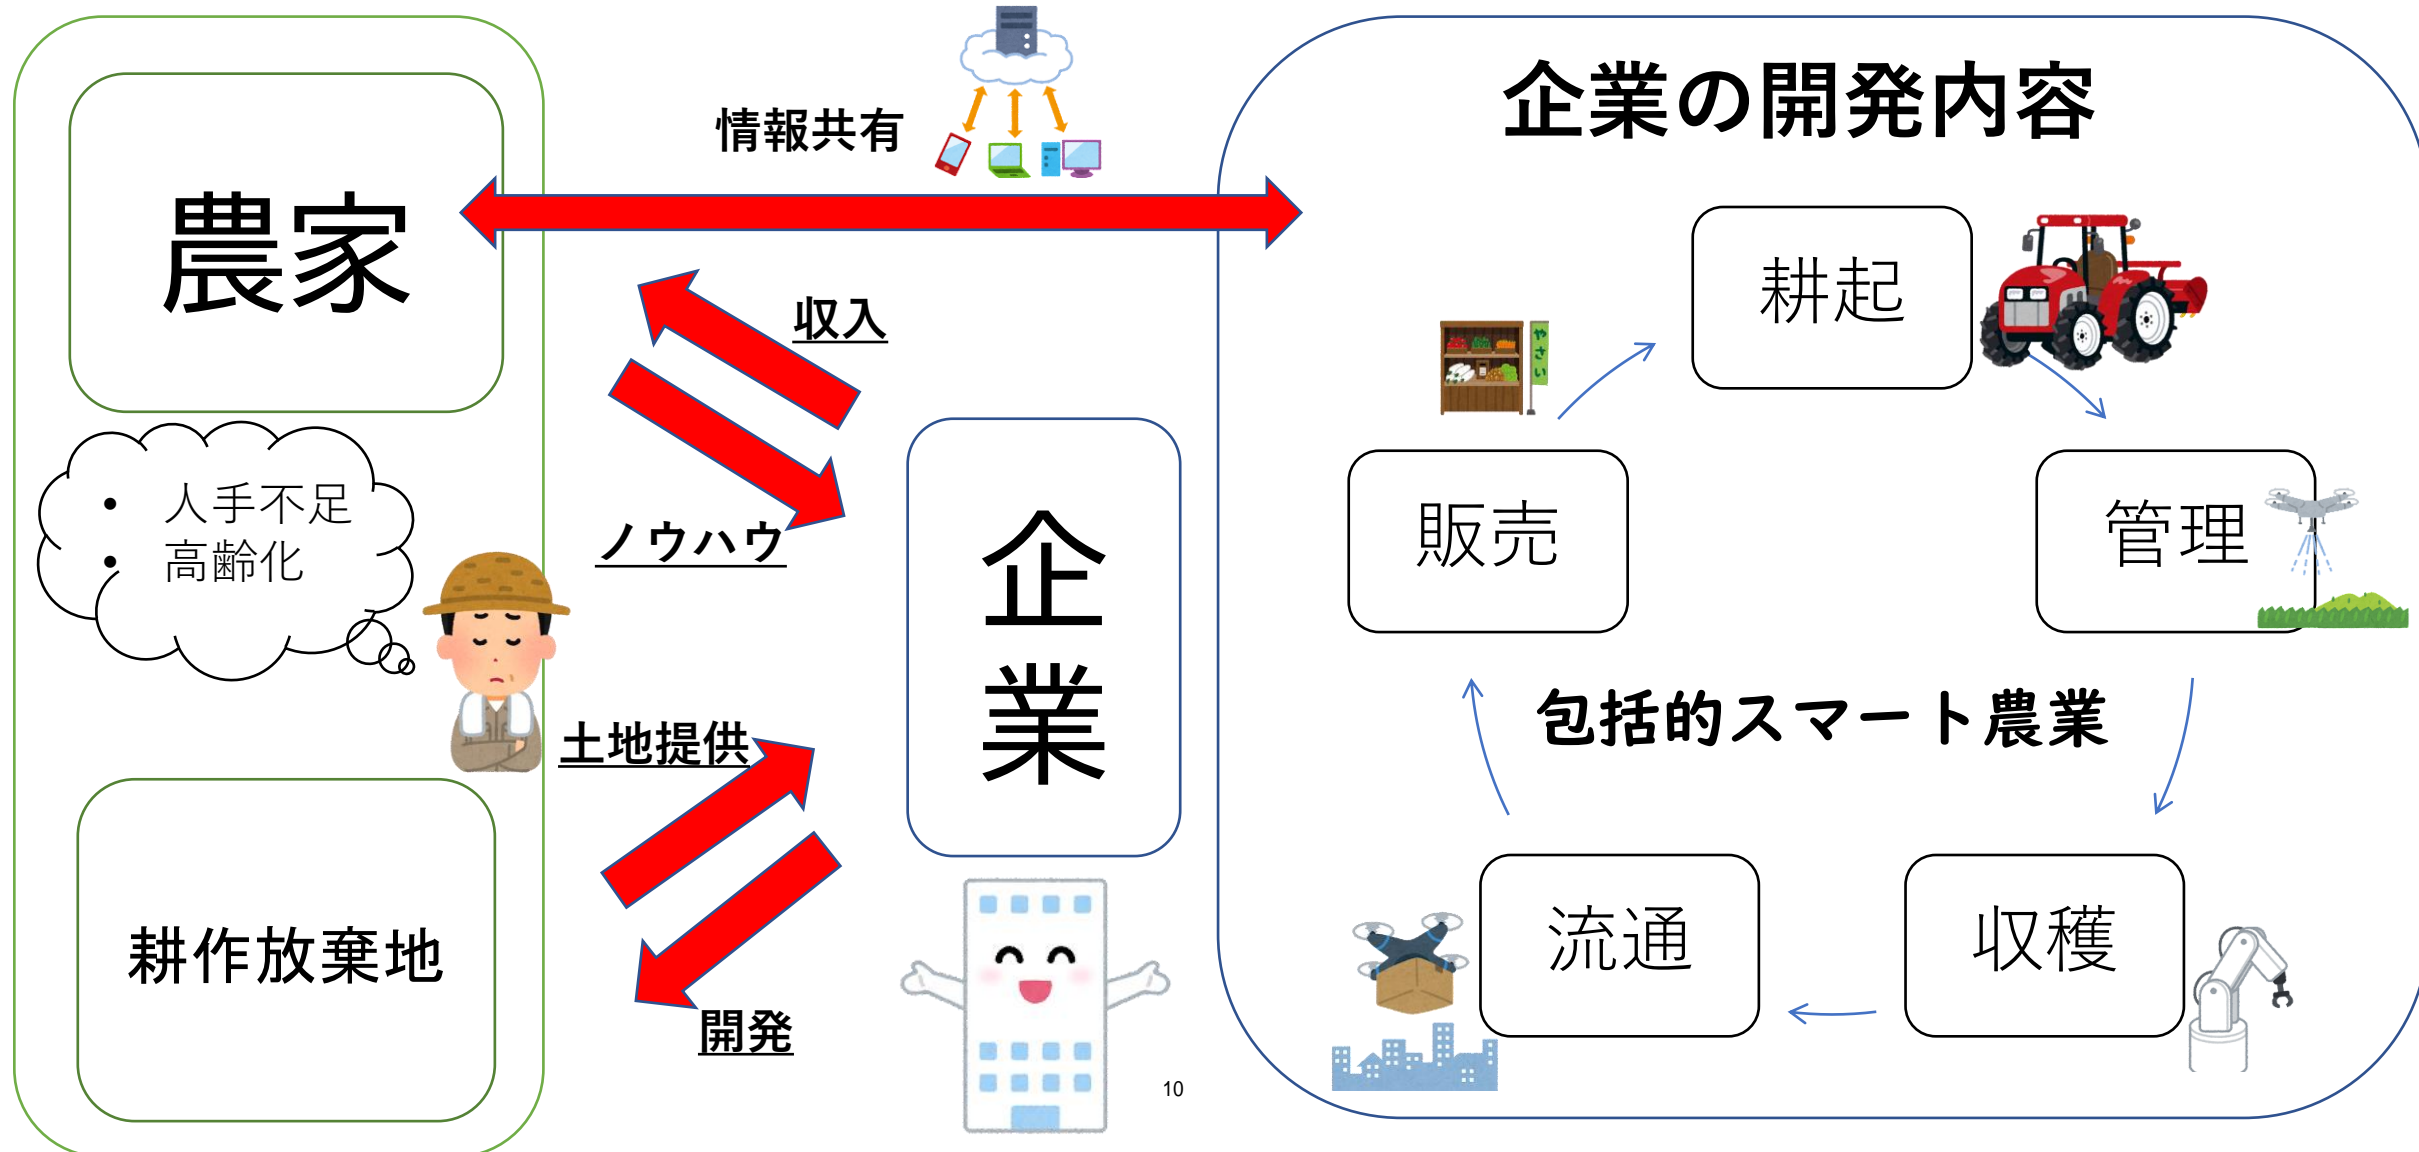 農家
人手不足
高齢化
耕作放棄地
情報共有
収入
ノウハウ
土地提供
開発
企
業
10
企業の開発内容
耕起
やさい
販売
管理
包括的スマート農業
流通
収穫